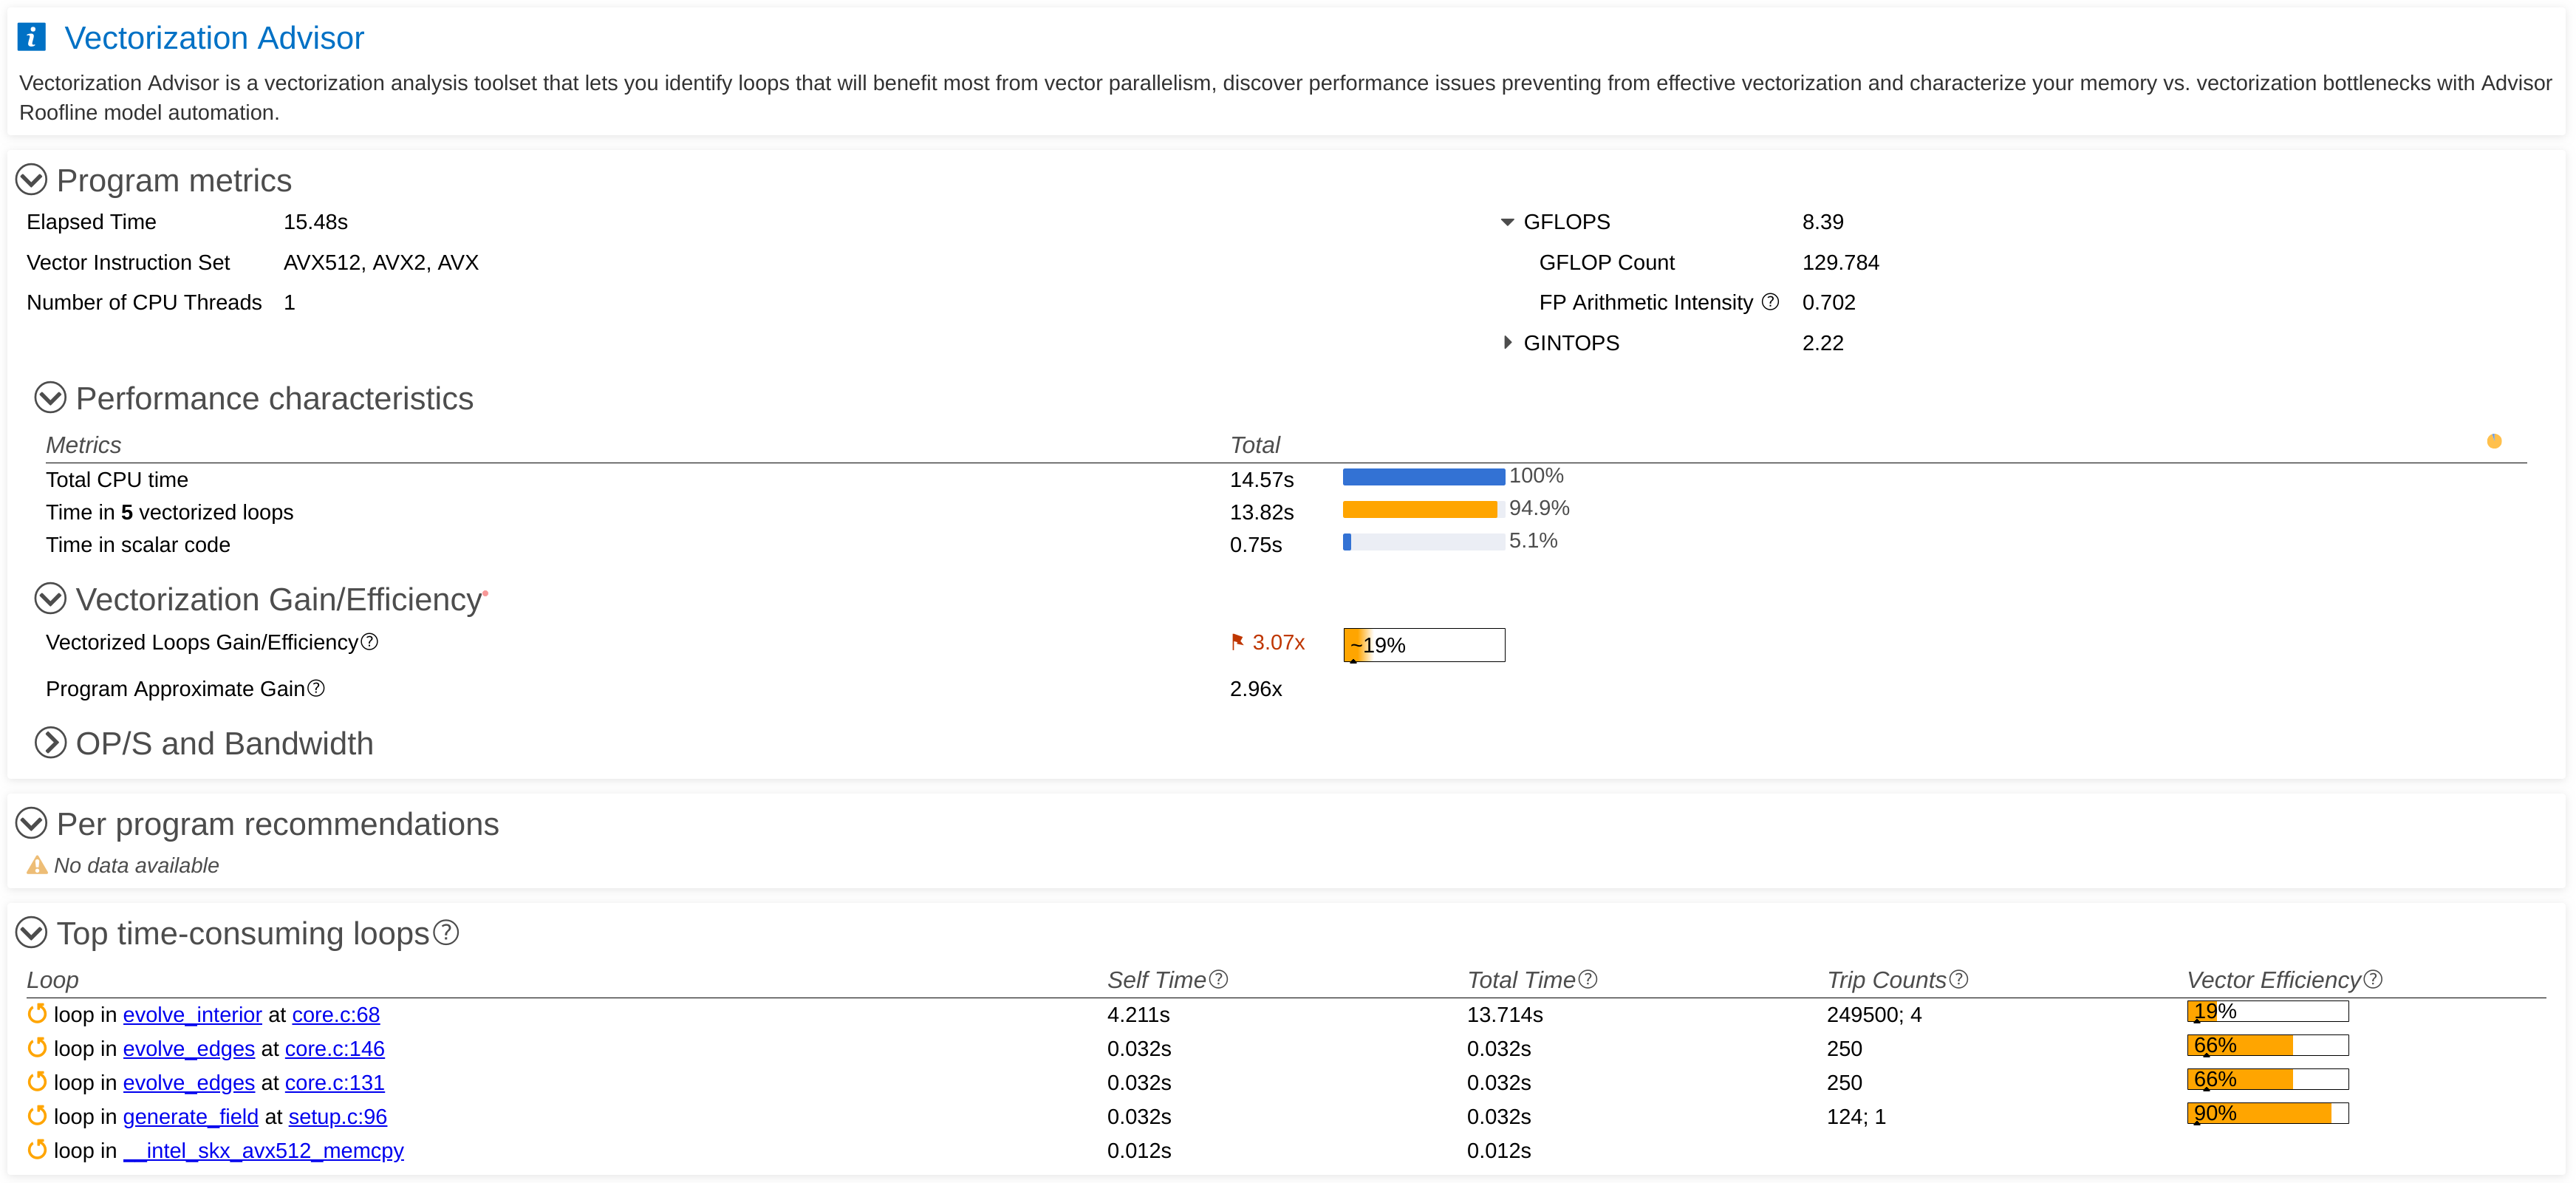 Vectorization Advisor
Vectorization Advisor is a vectorization analysis toolset that lets you identify loops that will benefit most from vector parallelism, discover performance issues preventing from effective vectorization and characterize your memory vs. vectorization bottlenecks with Advisor
Roofline model automation.
Program metrics
Elapsed Time 15.48s
Vector Instruction Set AVX512, AVX2, AVX
Number of CPU Threads 1
GFLOPS 8.39
GFLOP Count 129.784
FP Arithmetic Intensity ? 0.702
GINTOPS 2.22
Performance characteristics
Metrics Total
Total CPU time 14.57s 100%
Time in 5 vectorized loops 13.82s 94.9%
Time in scalar code 0.75s 5.1%
Vectorization Gain/Efficiency
Vectorized Loops Gain/Efficiency? 3.07x ~19%
Program Approximate Gain? 2.96x
OP/S and Bandwidth
Per program recommendations
No data available
Top time-consuming loops?
Loop Self Time? Total Time? Trip Counts? Vector Efficiency?
loop in evolve_interior at core.c:68 4.211s 13.714s 249500; 4 19%
loop in evolve_edges at core.c:146 0.032s 0.032s 250 66%
loop in evolve_edges at core.c:131 0.032s 0.032s 250 66%
loop in generate_field at setup.c:96 0.032s 0.032s 124; 1 90%
loop in __intel_skx_avx512_memcpy 0.012s 0.012s